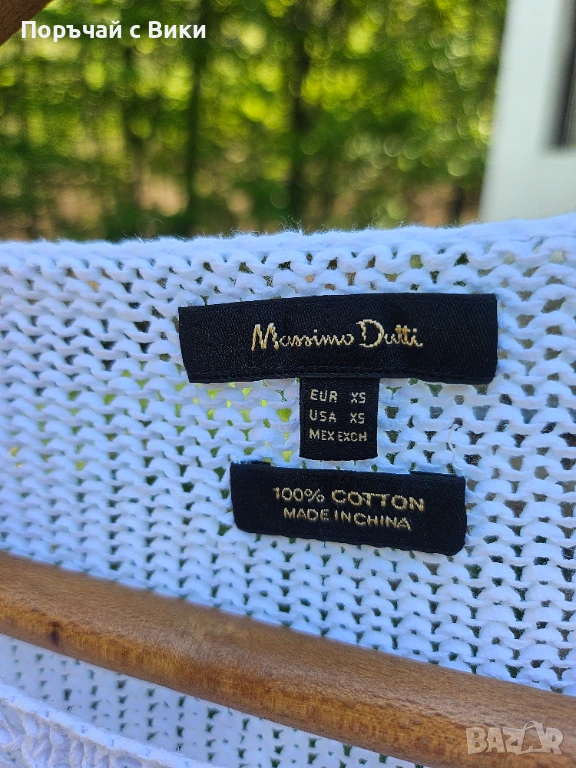 Поръчай с Вики
Massimo Dutti
EUR XS
USA XS
MEX EXCH
100% COTTON
MADE IN CHINA
BAZAR